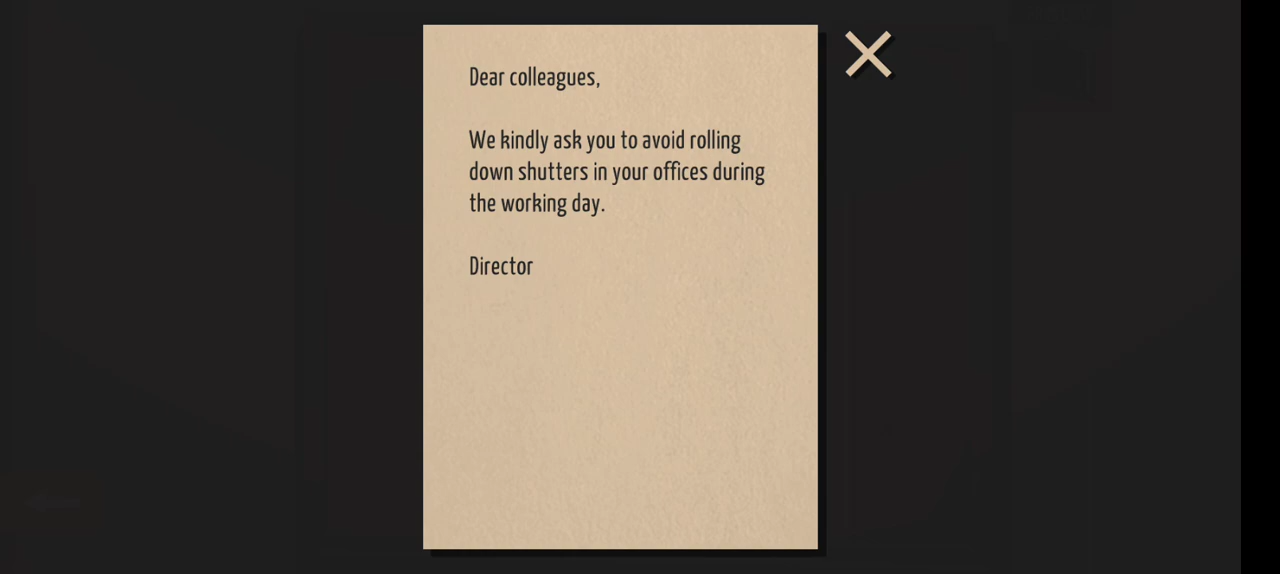 Dear colleagues,
We kindly ask you to avoid rolling
down shutters in your offices during
the working day.
Director